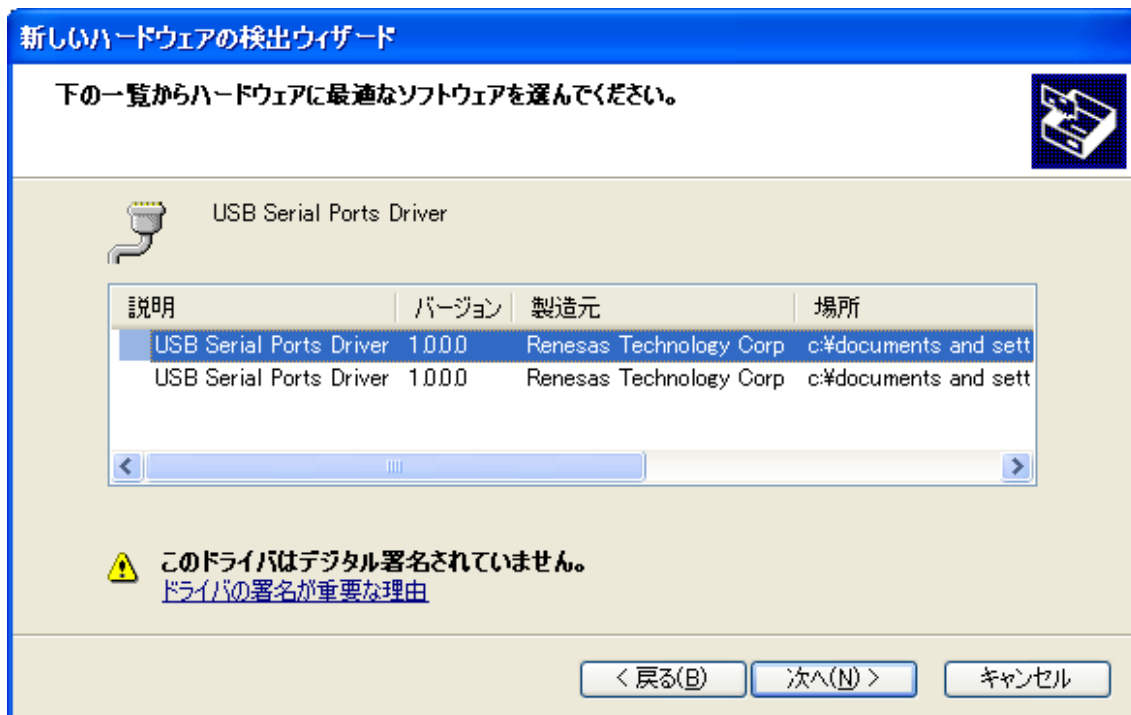 新しいハードウェアの検出ウィザード
下の一覧からハードウェアに最適なソフトウェアを選んでください。
USB Serial Ports Driver
説明 バージョン 製造元 場所
USB Serial Ports Driver 1.0.0.0 Renesas Technology Corp c:¥documents and sett
USB Serial Ports Driver 1.0.0.0 Renesas Technology Corp c:¥documents and sett
このドライバはデジタル署名されていません。
ドライバの署名が重要な理由
< 戻る(B) 次へ(N) > キャンセル